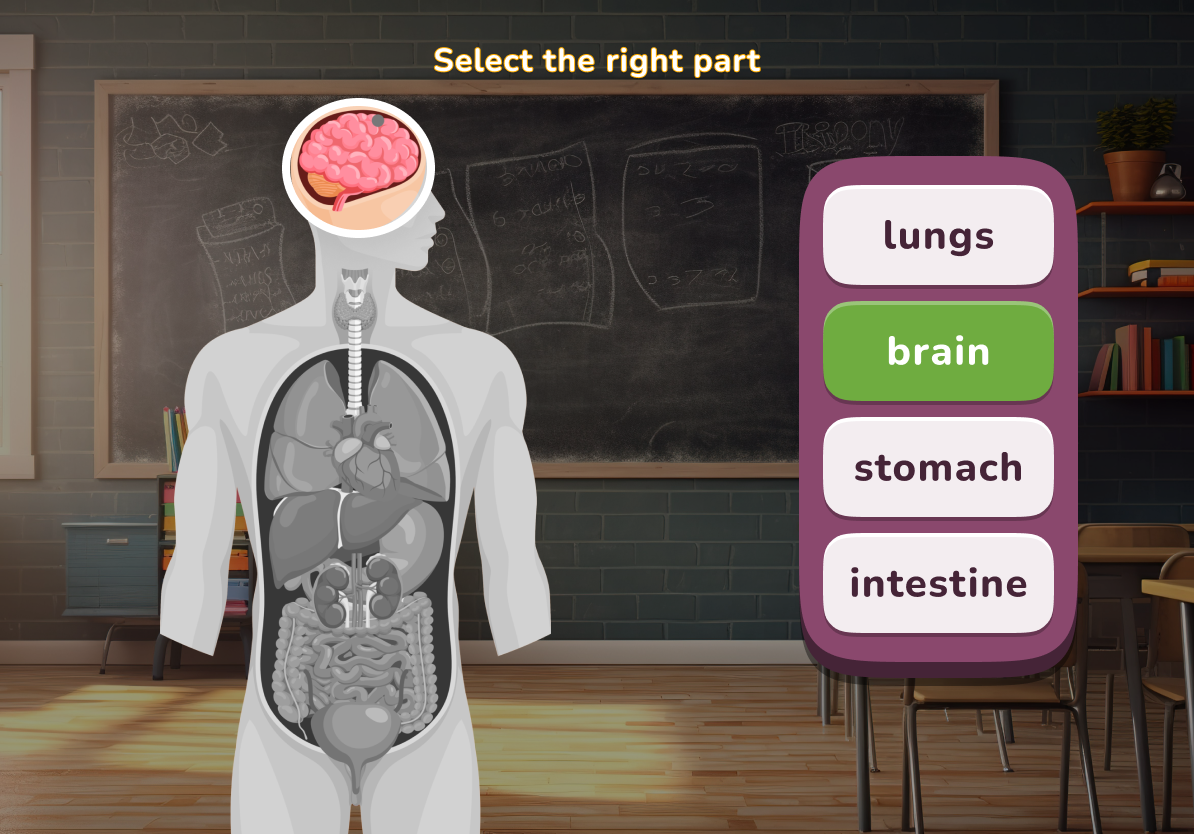 Select the right part
lungs
brain
stomach
intestine